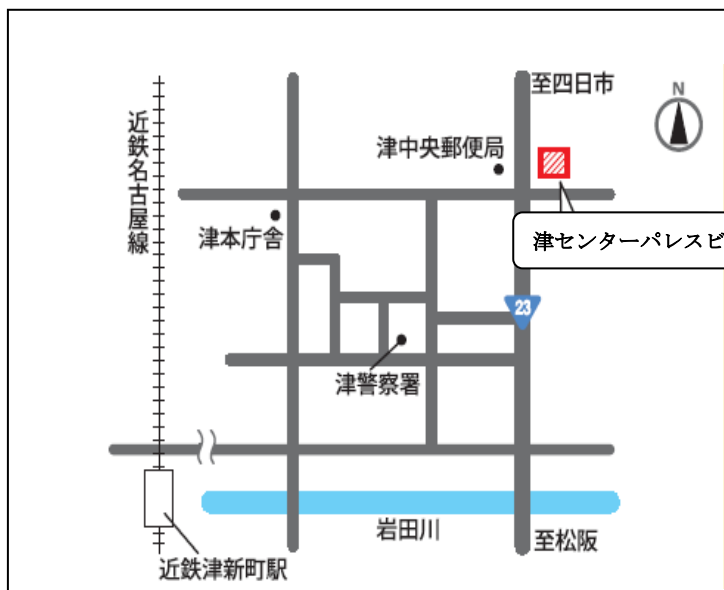 至四日市
N
近鉄名古屋線
津中央郵便局
津本庁舎
津センターパレスビ
23
津警察署
岩田川
至松阪
近鉄津新町駅